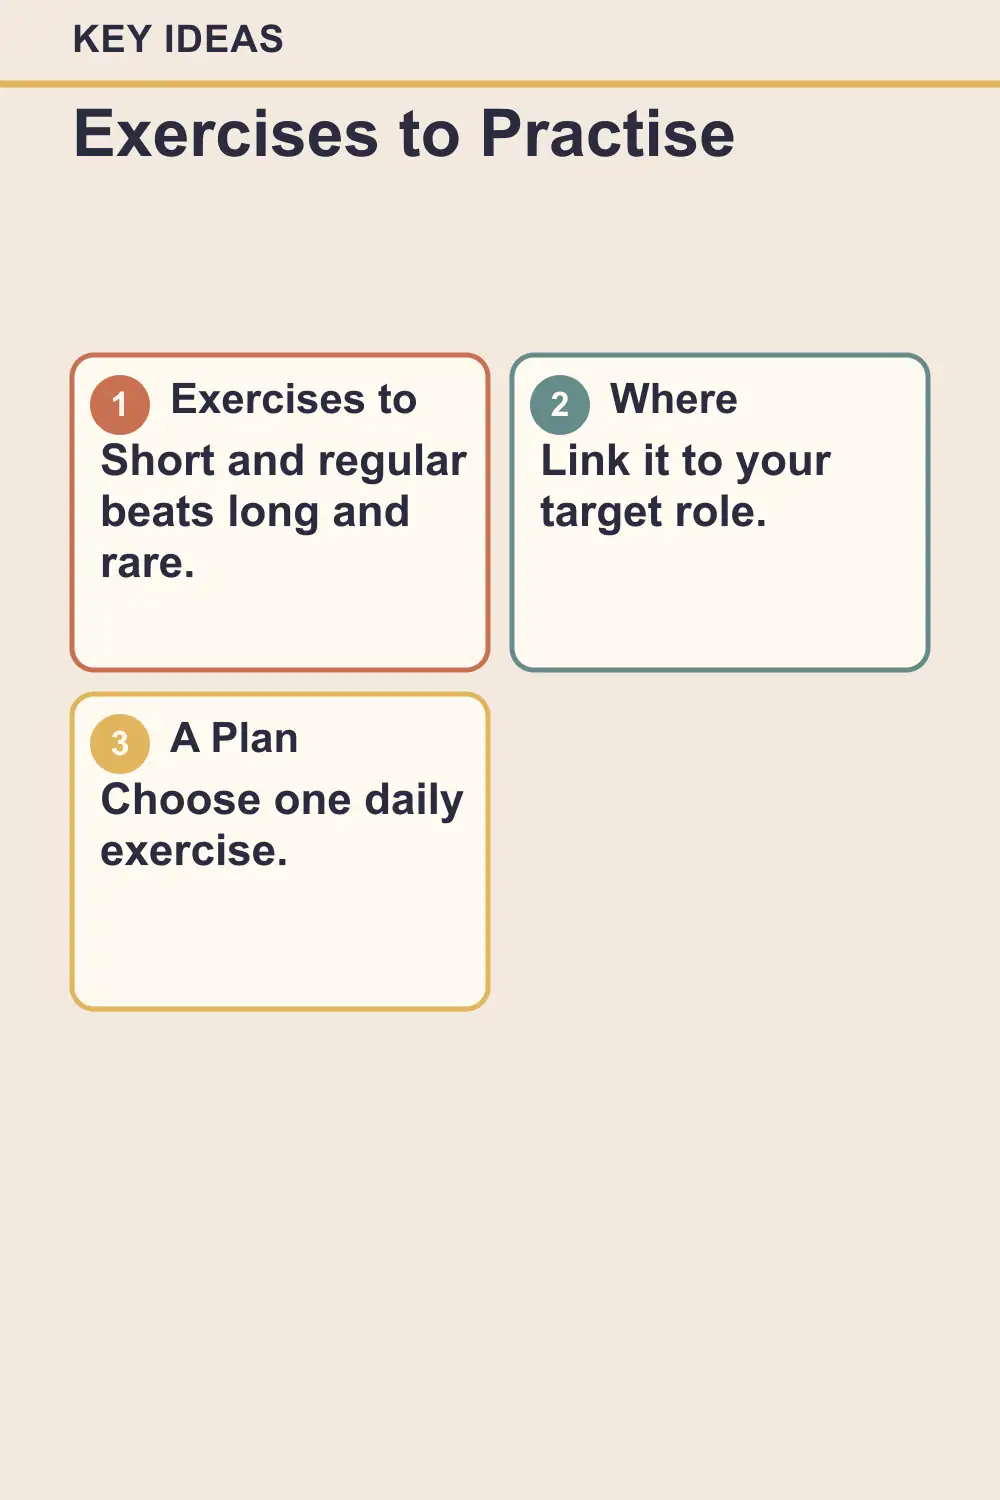 KEY IDEAS
Exercises to Practise
1 Exercises to
Short and regular
beats long and
rare.
2 Where
Link it to your
target role.
3 A Plan
Choose one daily
exercise.